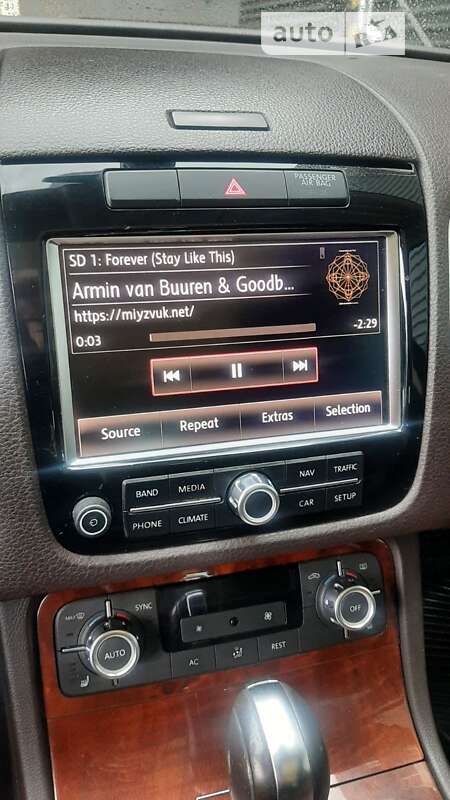 auto RIA
PASSENGER
AIR BAG
SD 1: Forever (Stay Like This)
Armin van Buuren & Goodb...
https://miyzvuk.net/
0:03 -2:29
Source Repeat Extras Selection
BAND MEDIA NAV TRAFFIC
PHONE CLIMATE CAR SETUP
MAX SYNC
AUTO OFF
AC REST